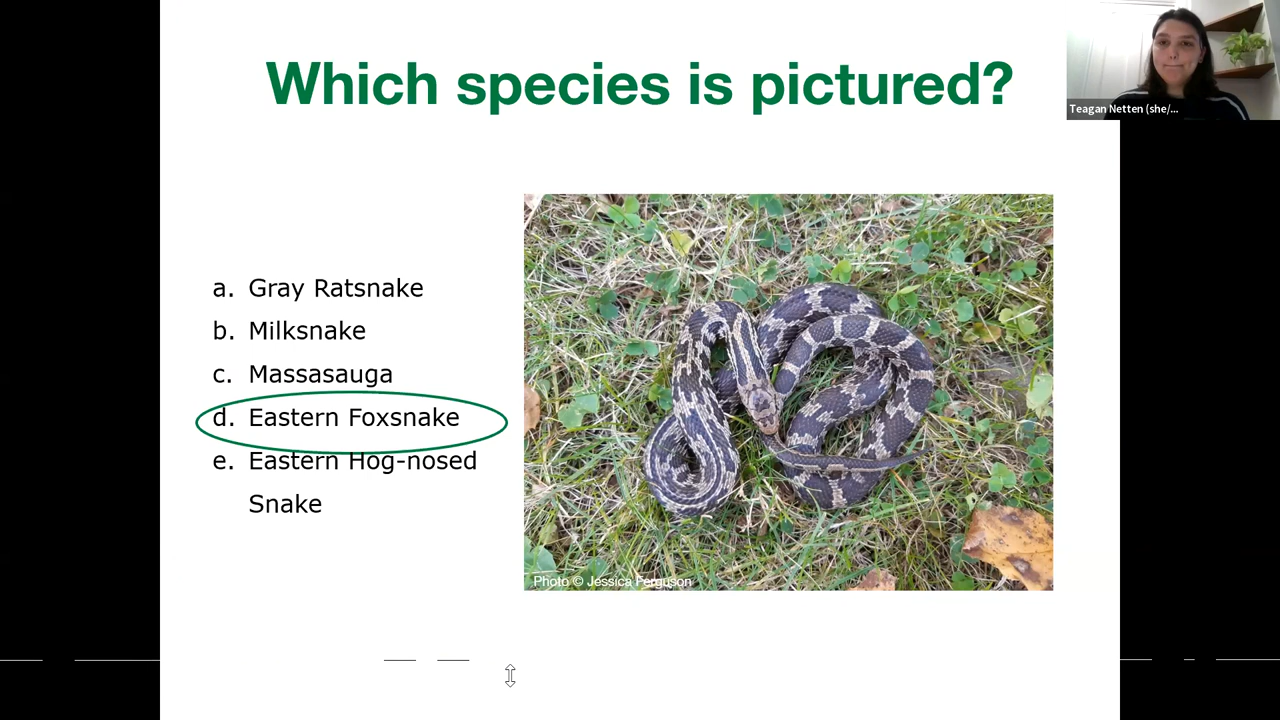 Which species is pictured?
Teagan Netten (she/...
a. Gray Ratsnake
b. Milksnake
c. Massasauga
d. Eastern Foxsnake
e. Eastern Hog-nosed
Snake
Photo © Jessica Ferguson